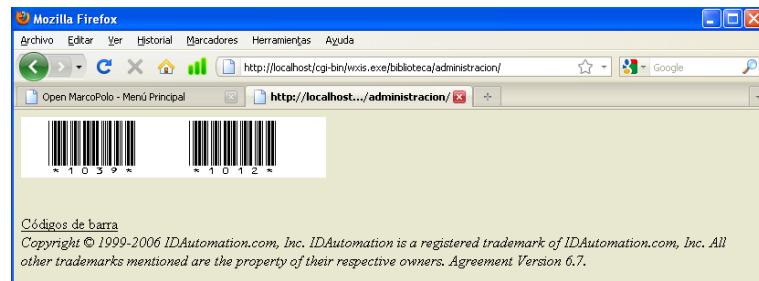 Mozilla Firefox
Archivo Editar Ver Historial Marcadores Herramientas Ayuda
http://localhost/cgi-bin/wxis.exe/biblioteca/administracion/ Google
Open MarcoPolo - Menú Principal http://localhost.../administracion/
*1039* *1012*
Códigos de barra
Copyright © 1999-2006 IDAutomation.com, Inc. IDAutomation is a registered trademark of IDAutomation.com, Inc. All
other trademarks mentioned are the property of their respective owners. Agreement Version 6.7.